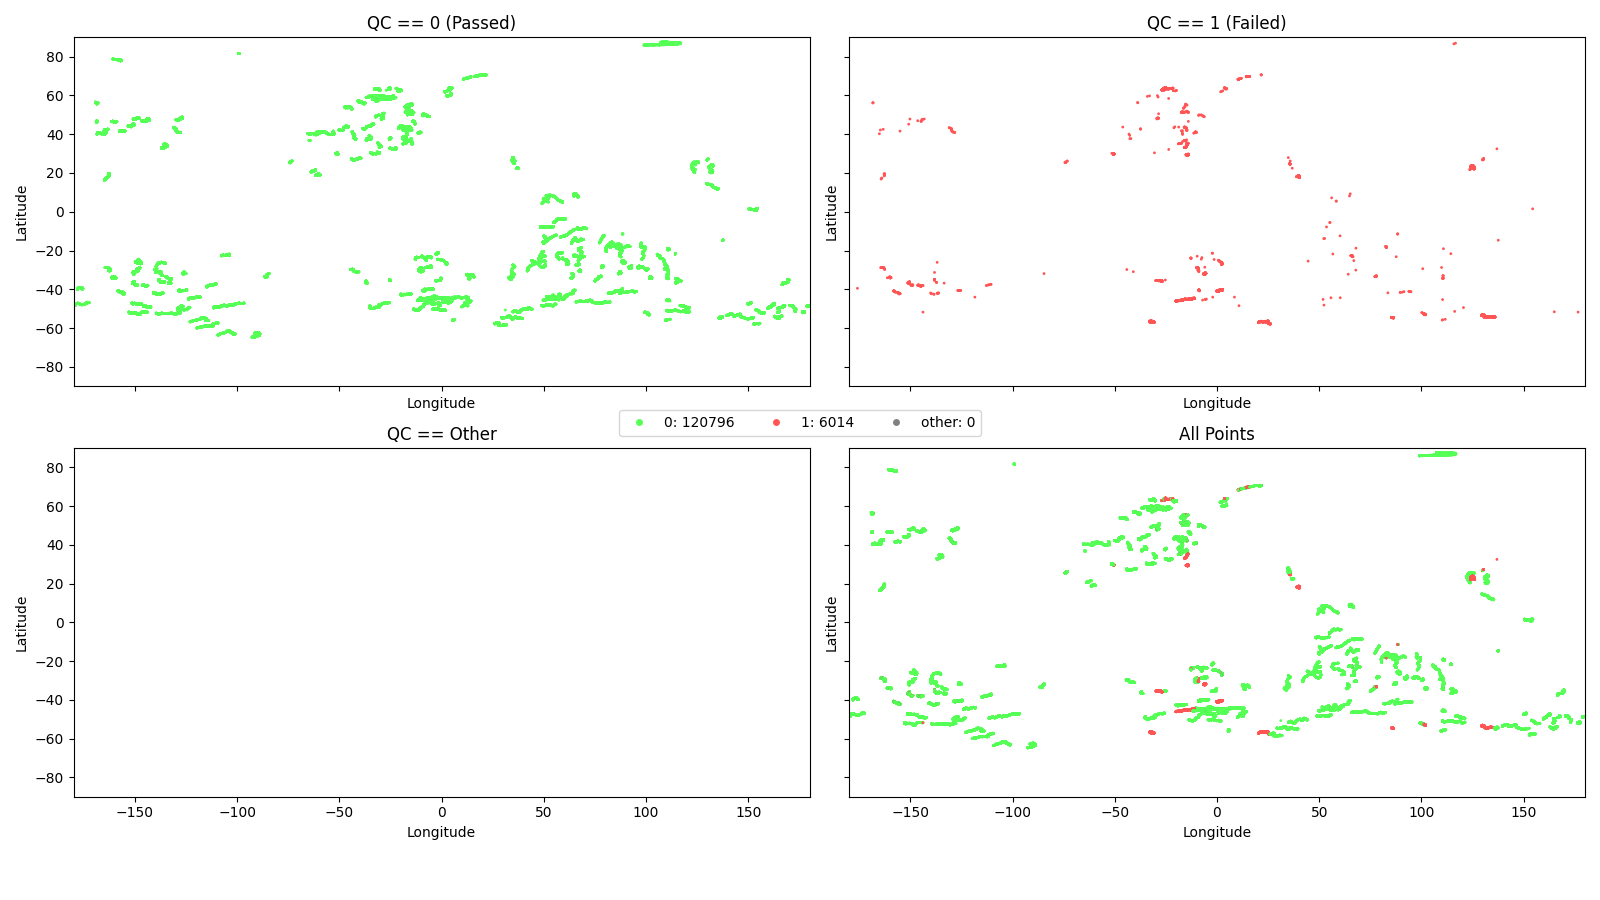 QC == 0 (Passed)
QC == 1 (Failed)
80
60
40
20
0
−20
−40
−60
−80
Latitude
Latitude
Longitude
Longitude
0: 120796
1: 6014
other: 0
QC == Other
All Points
80
60
40
20
0
−20
−40
−60
−80
Latitude
Latitude
−150
−100
−50
0
50
100
150
−150
−100
−50
0
50
100
150
Longitude
Longitude